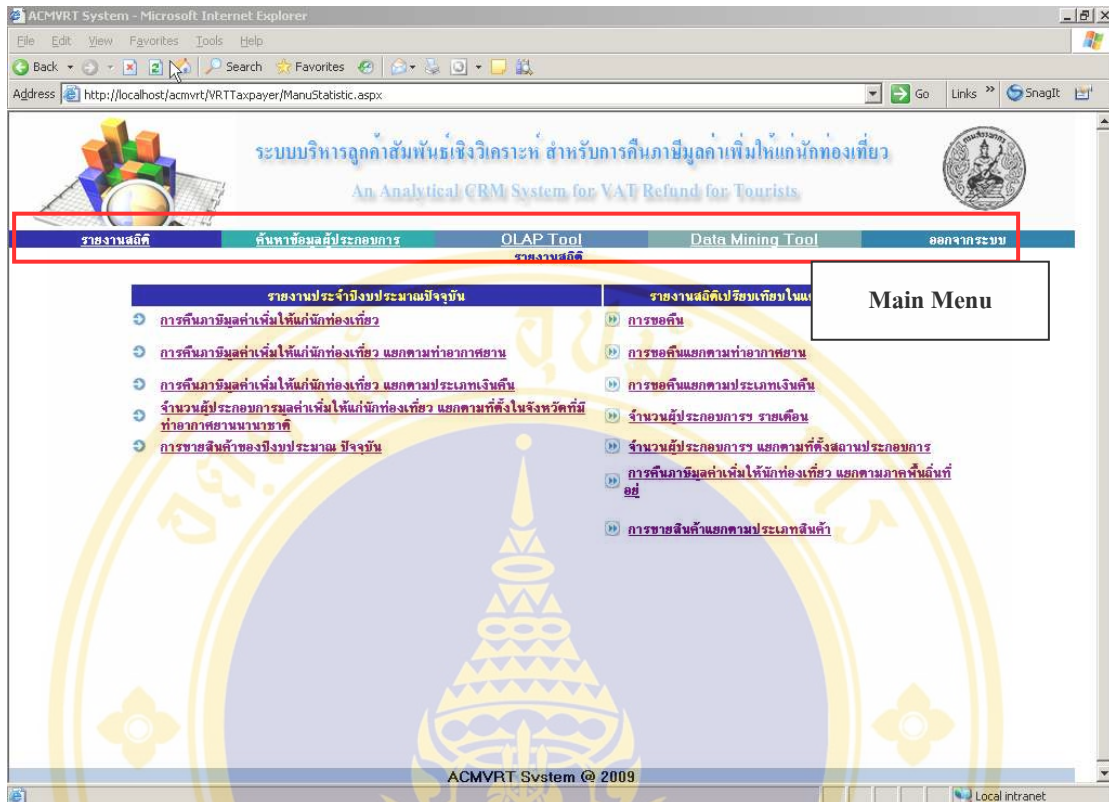 ACMVRT System - Microsoft Internet Explorer
File Edit View Favorites Tools Help
Back Search Favorites
Address http://localhost/acmvrt/VRTTaxpayer/ManuStatistic.aspx Go Links » SnagIt
ระบบบริหารลูกค้าสัมพันธ์เชิงวิเคราะห์ สำหรับการคืนภาษีมูลค่าเพิ่มให้แก่นักท่องเที่ยว
An Analytical CRM System for VAT Refund for Tourists
รายงานสถิติ ค้นหาข้อมูลผู้ประกอบการ OLAP Tool Data Mining Tool ออกจากระบบ
รายงานสถิติ
Main Menu
รายงานประจำปีงบประมาณปัจจุบัน
การคืนภาษีมูลค่าเพิ่มให้แก่นักท่องเที่ยว
การคืนภาษีมูลค่าเพิ่มให้แก่นักท่องเที่ยว แยกตามท่าอากาศยาน
การคืนภาษีมูลค่าเพิ่มให้แก่นักท่องเที่ยว แยกตามประเภทเงินคืน
จำนวนผู้ประกอบการมูลค่าเพิ่มให้แก่นักท่องเที่ยว แยกตามที่ตั้งในจังหวัดที่มี
ท่าอากาศยานนานาชาติ
การขายสินค้าของปีงบประมาณ ปัจจุบัน
รายงานสถิติเปรียบเทียบใน
การขอคืน
การขอคืนแยกตามท่าอากาศยาน
การขอคืนแยกตามประเภทเงินคืน
จำนวนผู้ประกอบการฯ รายเดือน
จำนวนผู้ประกอบการฯ แยกตามที่ตั้งสถานประกอบการ
การคืนภาษีมูลค่าเพิ่มให้นักท่องเที่ยว แยกตามภาคพื้นถิ่นที่
อยู่
การขายสินค้าแยกตามประเภทสินค้า
ACMVRT System @ 2009
Local intranet